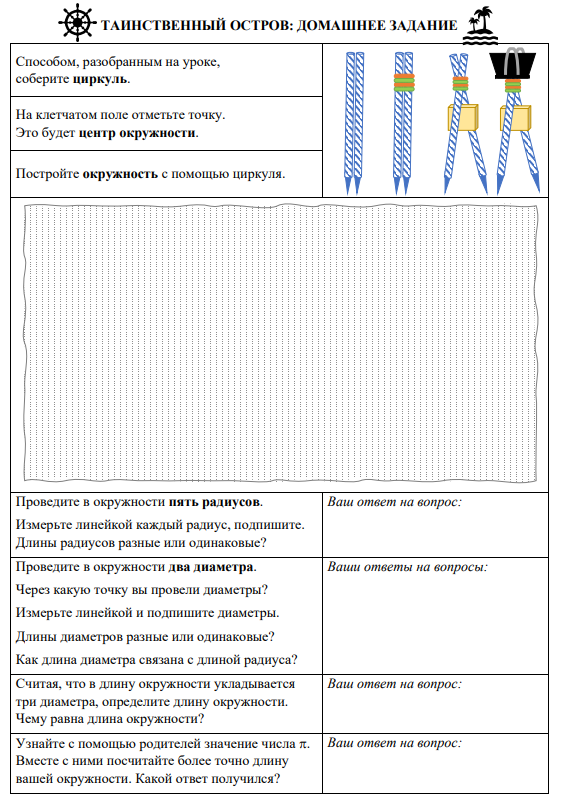 ТАИНСТВЕННЫЙ ОСТРОВ: ДОМАШНЕЕ ЗАДАНИЕ
Способом, разобранным на уроке,
соберите циркуль.
На клетчатом поле отметьте точку.
Это будет центр окружности.
Постройте окружность с помощью циркуля.
Проведите в окружности пять радиусов.
Измерьте линейкой каждый радиус, подпишите.
Длины радиусов разные или одинаковые?
Ваш ответ на вопрос:
Проведите в окружности два диаметра.
Через какую точку вы провели диаметры?
Измерьте линейкой и подпишите диаметры.
Длины диаметров разные или одинаковые?
Как длина диаметра связана с длиной радиуса?
Ваши ответы на вопросы:
Считая, что в длину окружности укладывается
три диаметра, определите длину окружности.
Чему равна длина окружности?
Ваш ответ на вопрос:
Узнайте с помощью родителей значение числа π.
Вместе с ними посчитайте более точно длину
вашей окружности. Какой ответ получился?
Ваш ответ на вопрос: